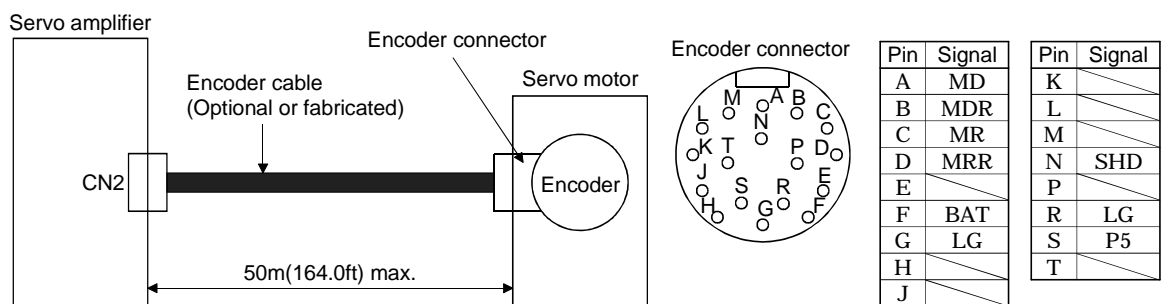 Servo amplifier
Encoder connector
Encoder cable
(Optional or fabricated)
Servo motor
CN2
Encoder
50m(164.0ft) max.
Encoder connector
M A B
L N C
K T P D
J S R E
H G F
Pin Signal
A MD
B MDR
C MR
D MRR
E
F BAT
G LG
H
J
Pin Signal
K
L
M
N SHD
P
R LG
S P5
T